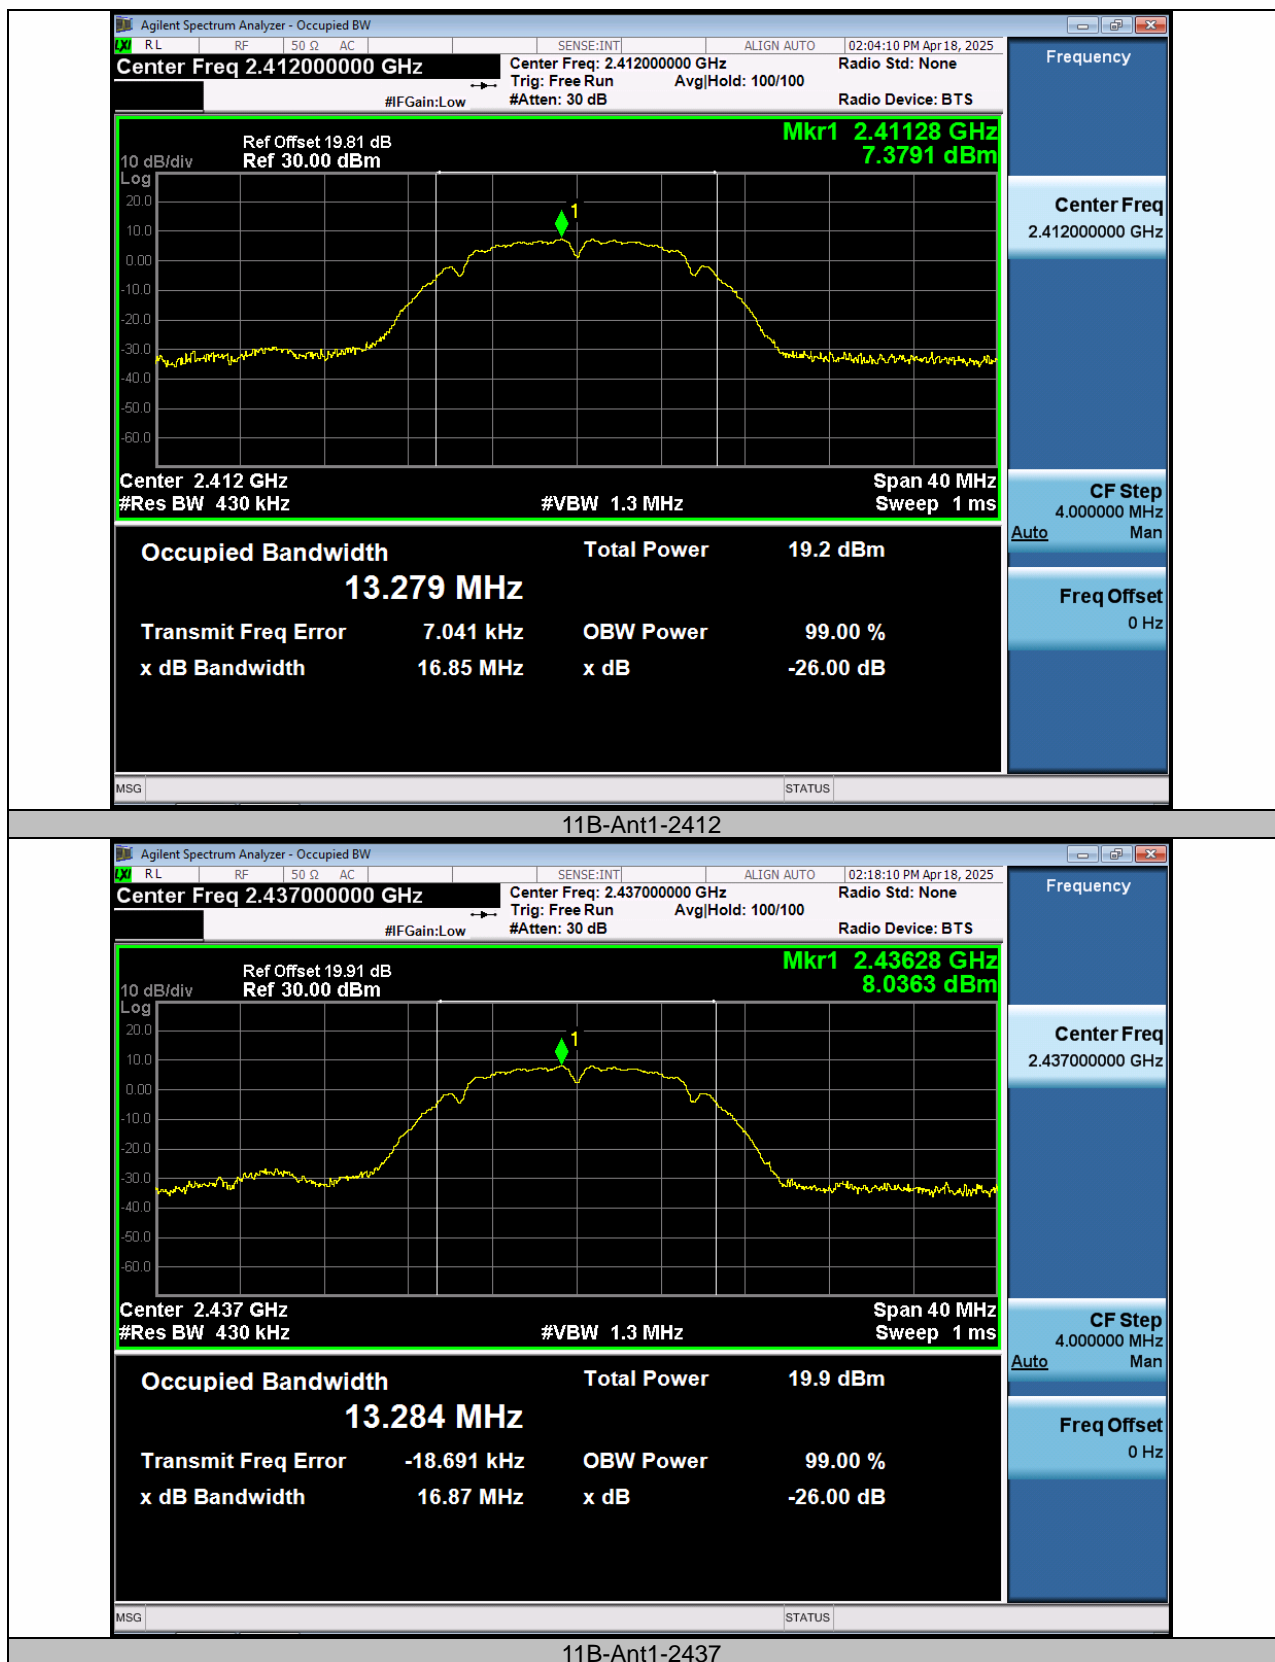 Agilent Spectrum Analyzer - Occupied BW
LXI RL RF 50 Ω AC SENSE:INT ALIGN AUTO 02:04:10 PM Apr 18, 2025
Center Freq 2.412000000 GHz
Center Freq: 2.412000000 GHz
Radio Std: None
Trig: Free Run Avg|Hold: 100/100
#IFGain:Low #Atten: 30 dB Radio Device: BTS
Frequency
Mkr1 2.41128 GHz
7.3791 dBm
Ref Offset 19.81 dB
10 dB/div Ref 30.00 dBm
Log
20.0
10.0
0.00
-10.0
-20.0
-30.0
-40.0
-50.0
-60.0
1
Center 2.412 GHz Span 40 MHz
#Res BW 430 kHz #VBW 1.3 MHz Sweep 1 ms
Center Freq
2.412000000 GHz
CF Step
4.000000 MHz
Auto Man
Freq Offset
0 Hz
Occupied Bandwidth Total Power 19.2 dBm
13.279 MHz
Transmit Freq Error 7.041 kHz OBW Power 99.00 %
x dB Bandwidth 16.85 MHz x dB -26.00 dB
MSG STATUS
11B-Ant1-2412
Agilent Spectrum Analyzer - Occupied BW
LXI RL RF 50 Ω AC SENSE:INT ALIGN AUTO 02:18:10 PM Apr 18, 2025
Center Freq 2.437000000 GHz
Center Freq: 2.437000000 GHz
Radio Std: None
Trig: Free Run Avg|Hold: 100/100
#IFGain:Low #Atten: 30 dB Radio Device: BTS
Frequency
Mkr1 2.43628 GHz
8.0363 dBm
Ref Offset 19.91 dB
10 dB/div Ref 30.00 dBm
Log
20.0
10.0
0.00
-10.0
-20.0
-30.0
-40.0
-50.0
-60.0
1
Center 2.437 GHz Span 40 MHz
#Res BW 430 kHz #VBW 1.3 MHz Sweep 1 ms
Center Freq
2.437000000 GHz
CF Step
4.000000 MHz
Auto Man
Freq Offset
0 Hz
Occupied Bandwidth Total Power 19.9 dBm
13.284 MHz
Transmit Freq Error -18.691 kHz OBW Power 99.00 %
x dB Bandwidth 16.87 MHz x dB -26.00 dB
MSG STATUS
11B-Ant1-2437